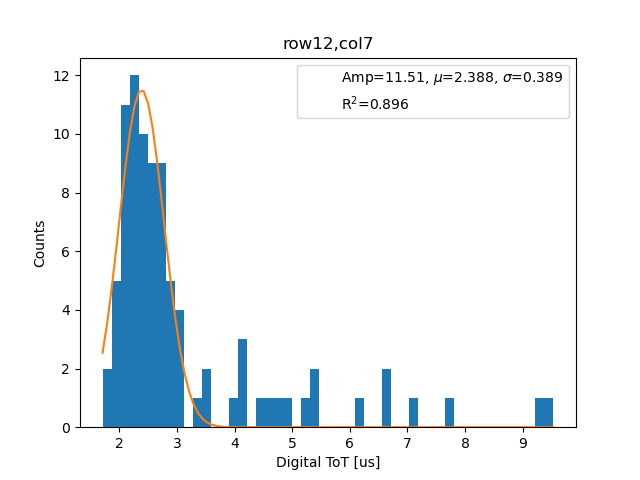 row12,col7
Amp=11.51, μ=2.388, σ=0.389
R²=0.896
12
10
8
6
4
2
0
Counts
2 3 4 5 6 7 8 9
Digital ToT [us]